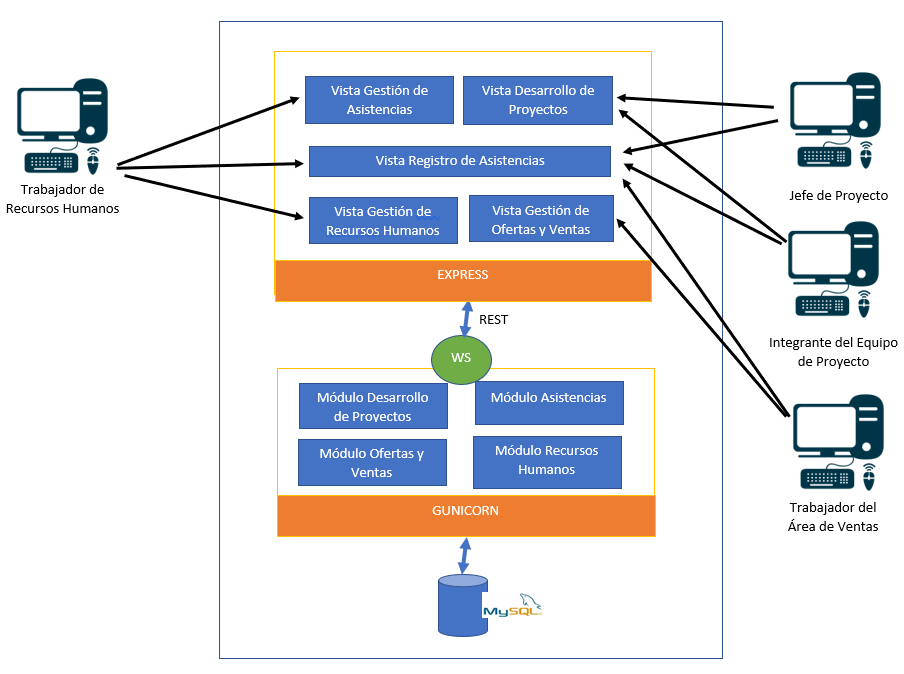 Trabajador de
Recursos Humanos
Vista Gestión de
Asistencias
Vista Desarrollo de
Proyectos
Vista Registro de Asistencias
Vista Gestión de
Recursos Humanos
Vista Gestión de
Ofertas y Ventas
EXPRESS
REST
WS
Módulo Desarrollo
de Proyectos
Módulo Asistencias
Módulo Ofertas y
Ventas
Módulo Recursos
Humanos
GUNICORN
MySQL
Jefe de Proyecto
Integrante del Equipo
de Proyecto
Trabajador del
Área de Ventas